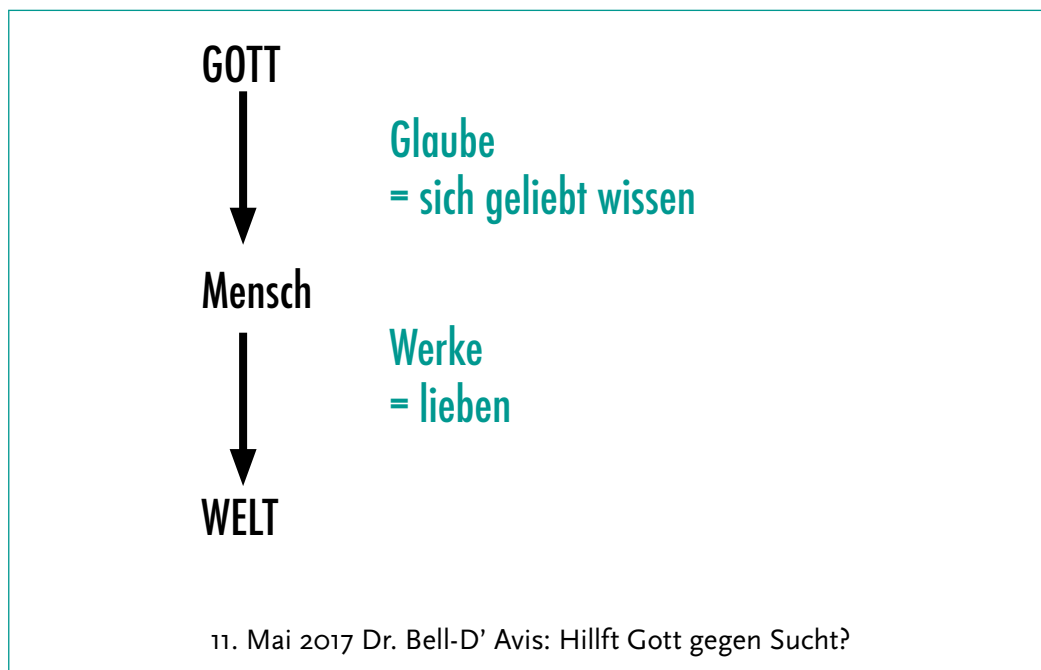 GOTT
Glaube
= sich geliebt wissen
Mensch
Werke
= lieben
WELT
11. Mai 2017 Dr. Bell-D’ Avis: Hillft Gott gegen Sucht?